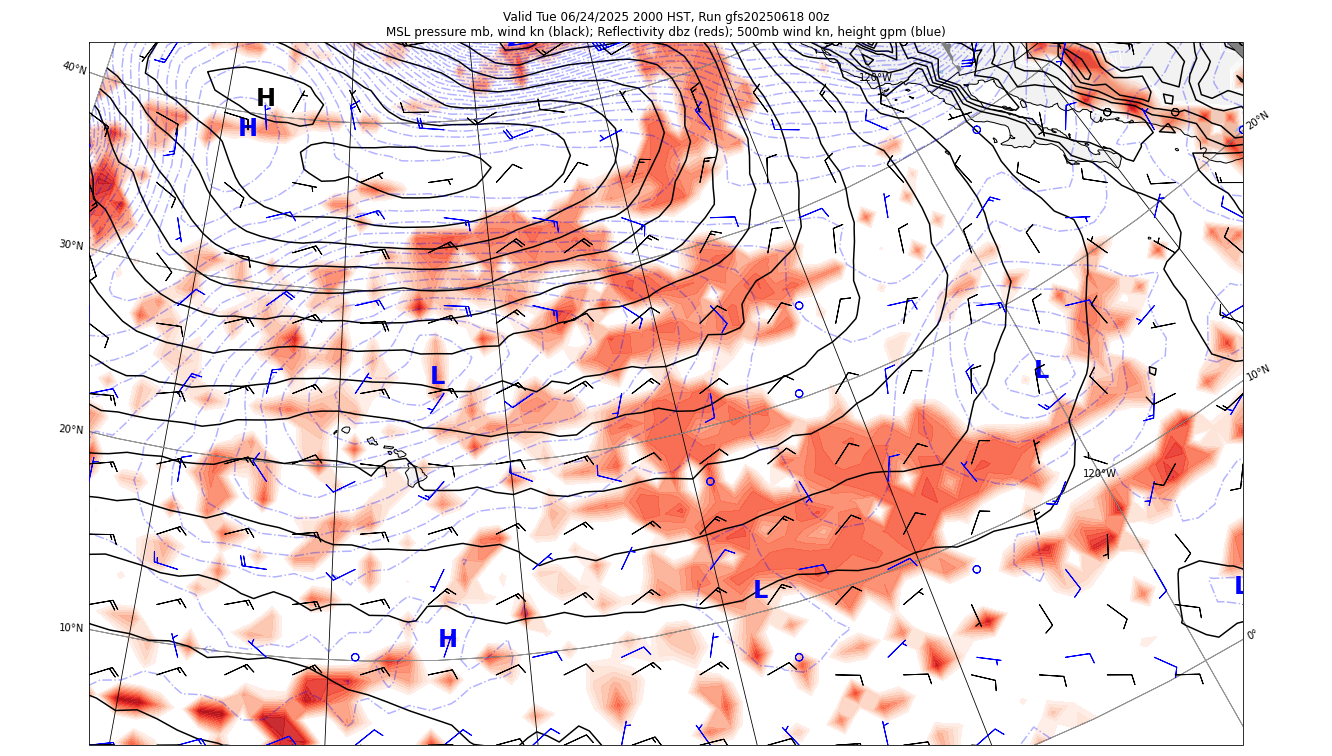 Valid Tue 06/24/2025 2000 HST, Run gfs20250618 00z
MSL pressure mb, wind kn (black); Reflectivity dbz (reds); 500mb wind kn, height gpm (blue)
40°N
120°W
H
H
20°N
30°N
L
L
10°N
20°N
120°W
L
L
10°N
H
0°